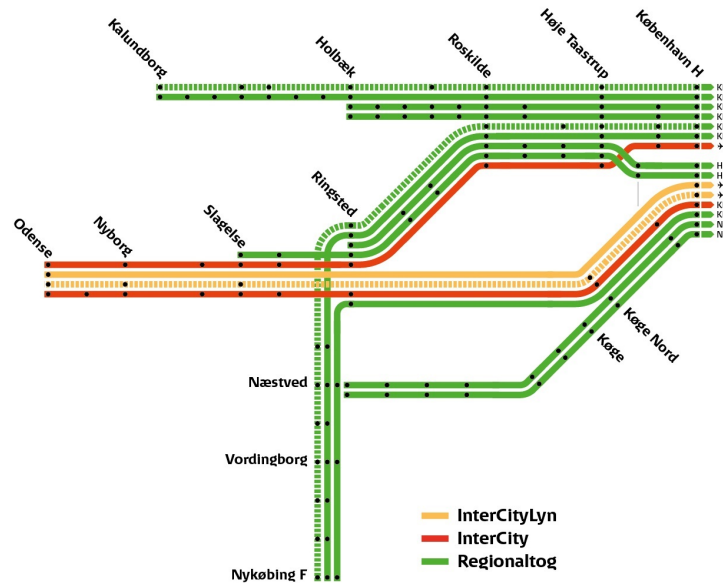 Kalundborg
Holbæk
Roskilde
Høje Taastrup
København H
K
K
K
K
K
K
H
H
K
K
N
N
Ringsted
Slagelse
Nyborg
Odense
Køge Nord
Køge
Næstved
Vordingborg
Nykøbing F
InterCityLyn
InterCity
Regionaltog